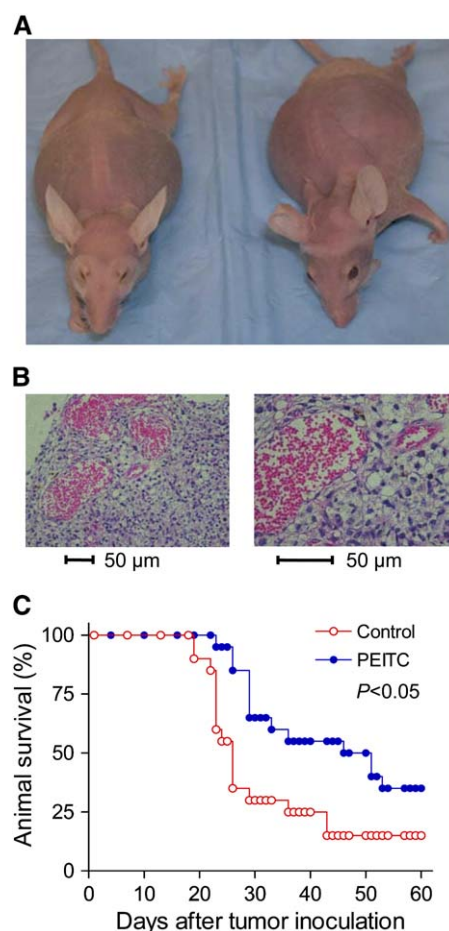 A
B
50 µm
50 µm
C
Control
PEITC
P<0.05
Animal survival (%)
100
75
50
25
0
0
10
20
30
40
50
60
Days after tumor inoculation